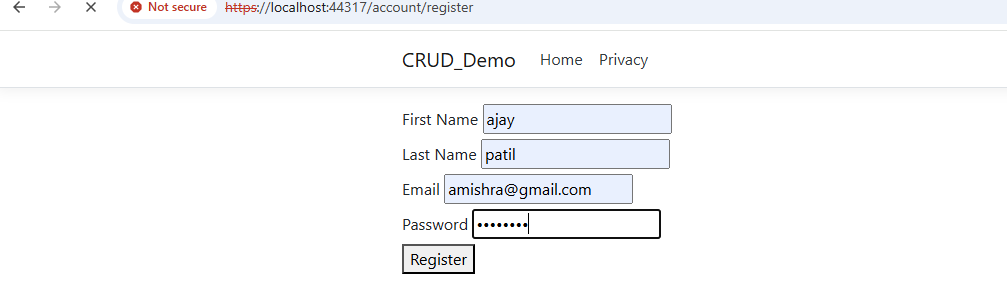 Not secure https://localhost:44317/account/register
CRUD_Demo Home Privacy
First Name ajay
Last Name patil
Email amishra@gmail.com
Password ••••••••
Register